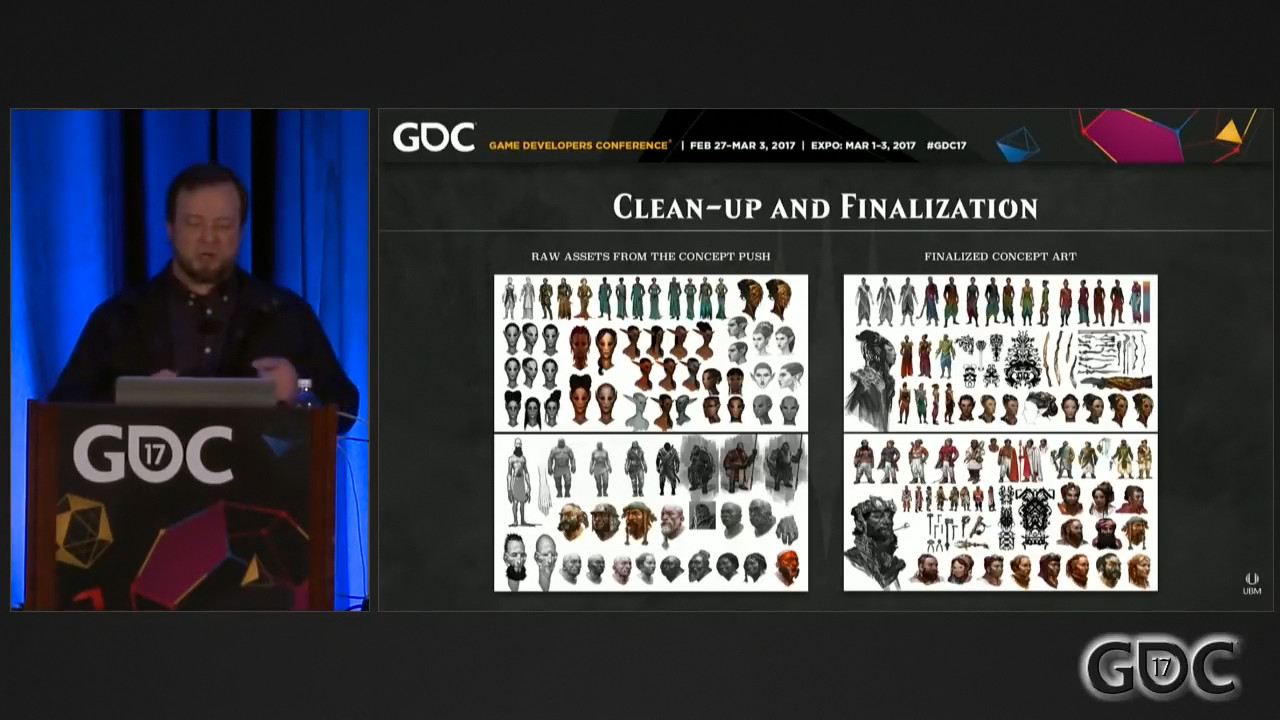 GDC
GAME DEVELOPERS CONFERENCE® | FEB 27–MAR 3, 2017 | EXPO: MAR 1–3, 2017 #GDC17
CLEAN-UP AND FINALIZATION
RAW ASSETS FROM THE CONCEPT PUSH
FINALIZED CONCEPT ART
GDC
17
UBM
GDC
17